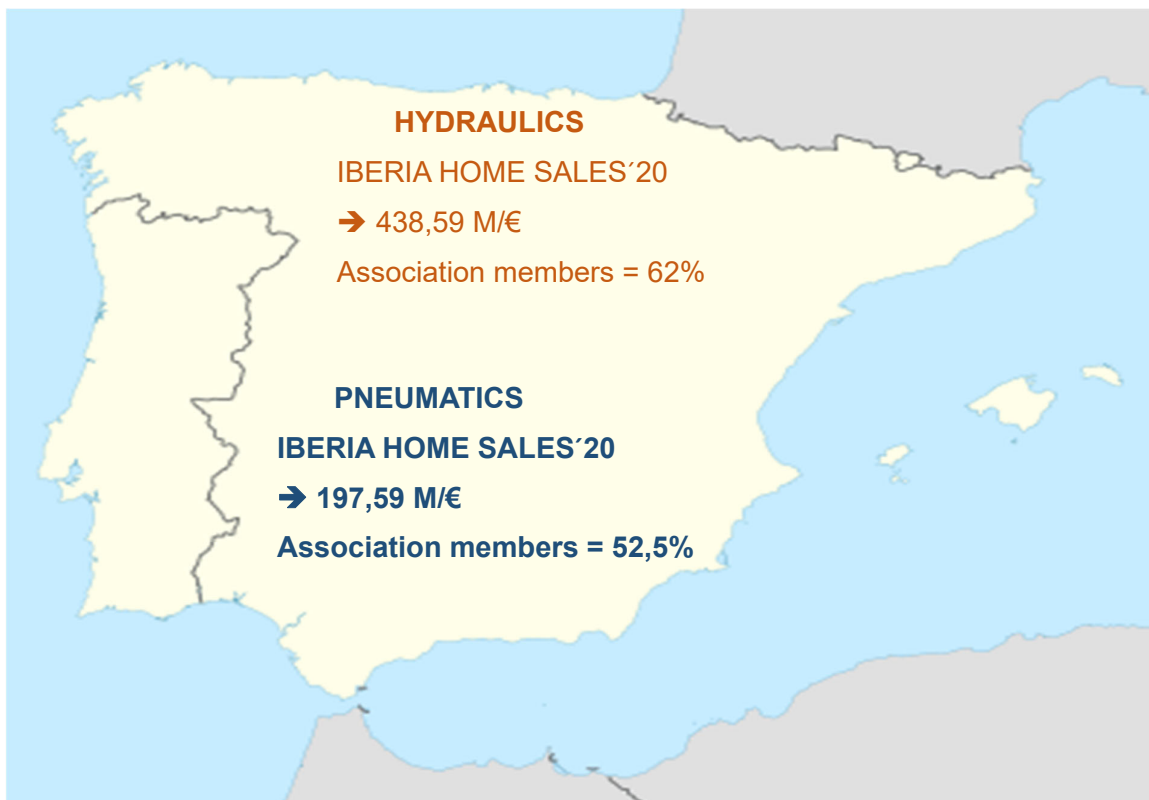 HYDRAULICS
IBERIA HOME SALES´20
➔ 438,59 M/€
Association members = 62%
PNEUMATICS
IBERIA HOME SALES´20
➔ 197,59 M/€
Association members = 52,5%